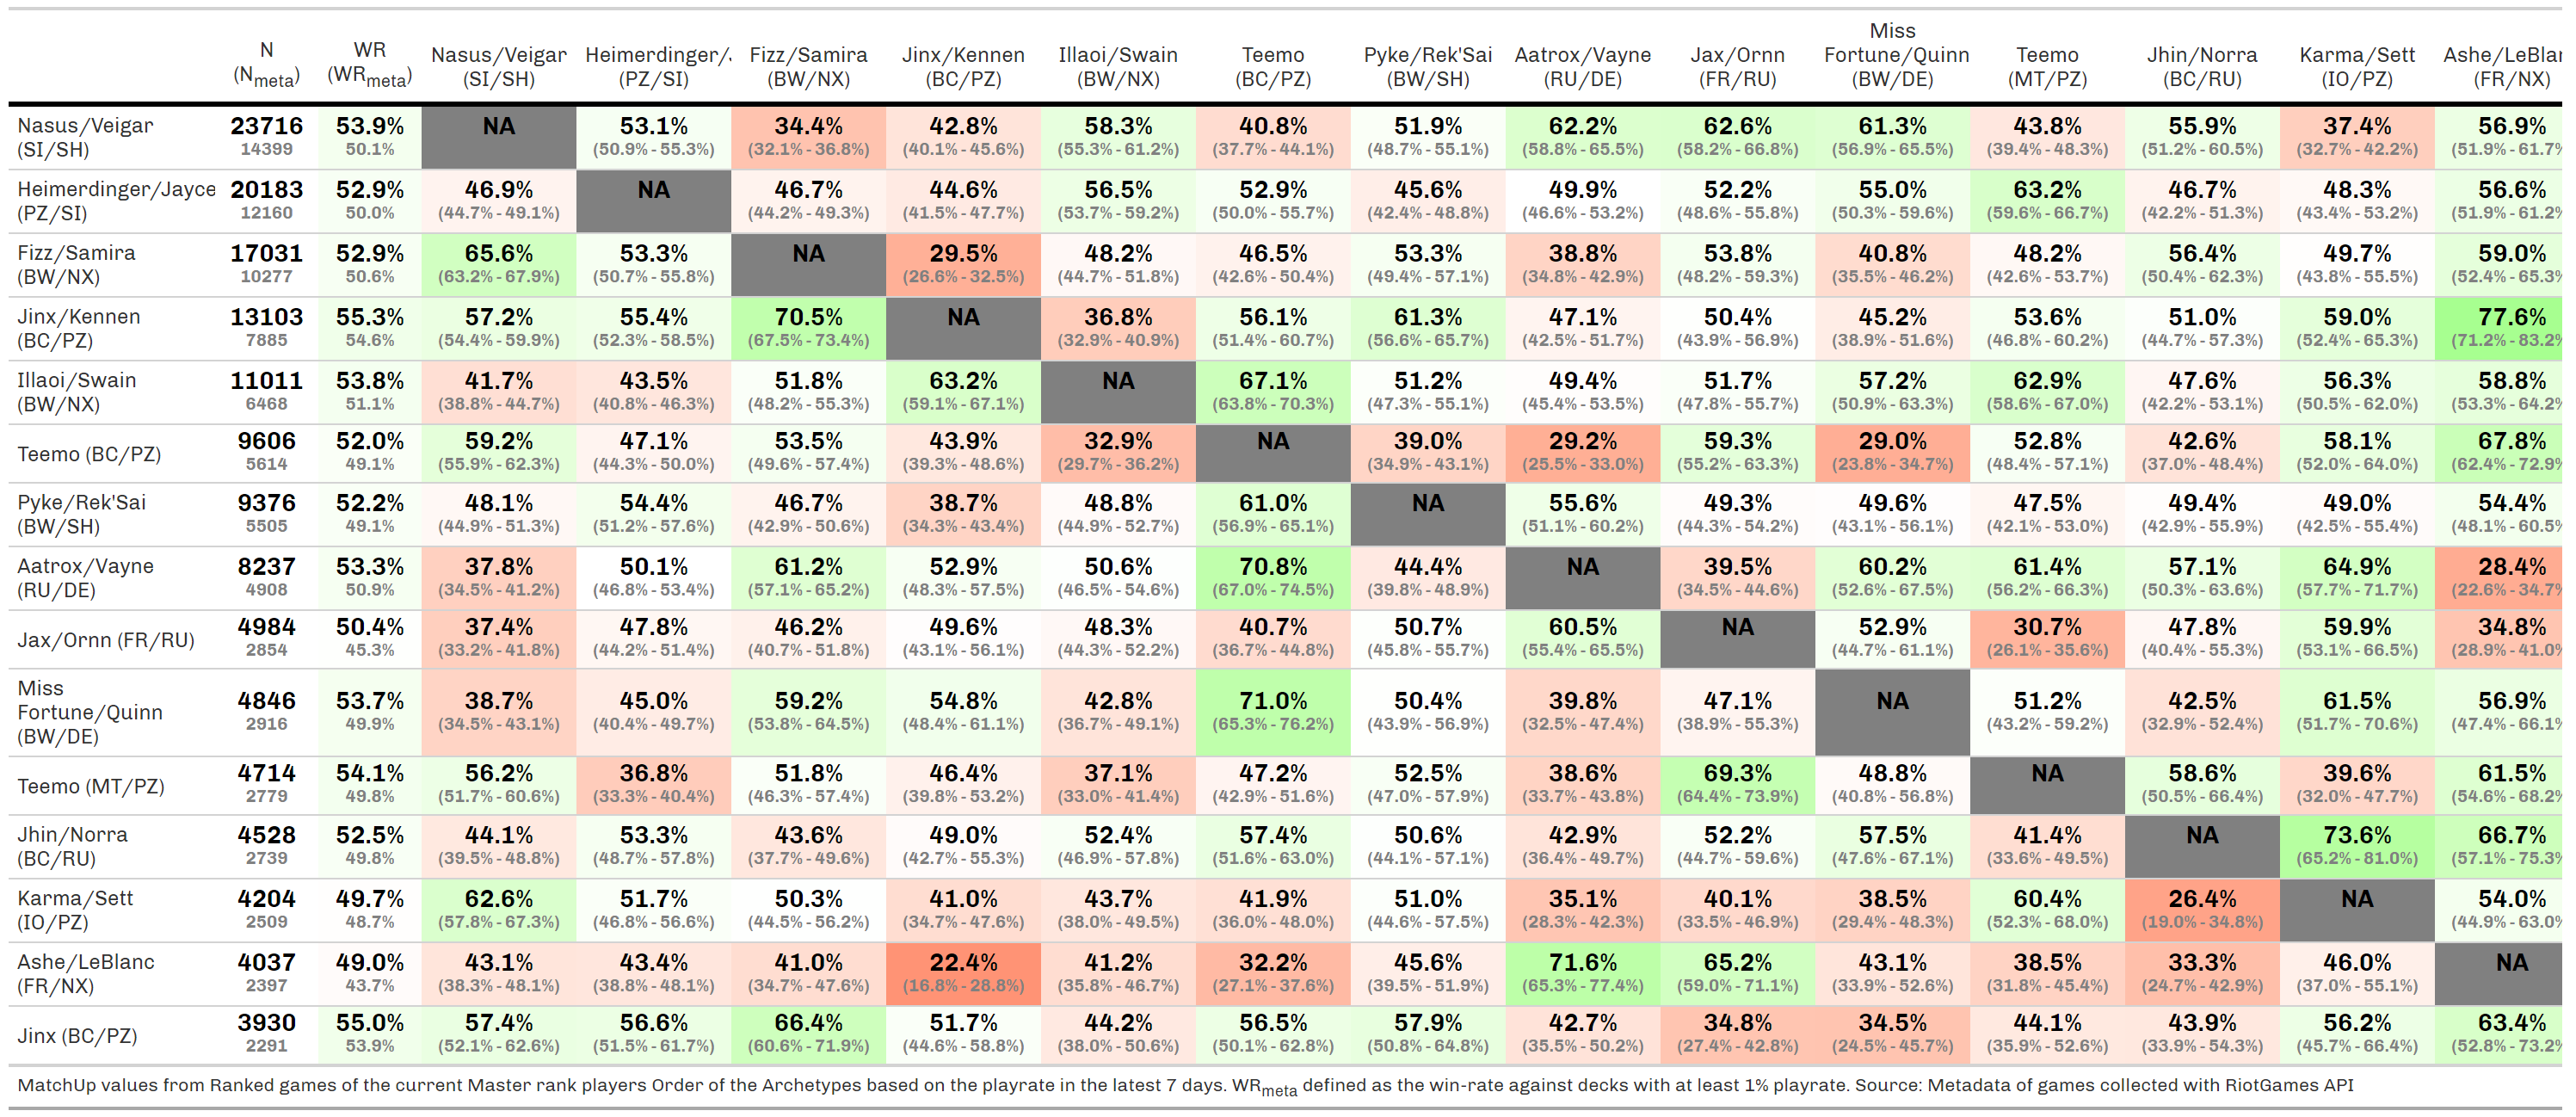 N WR Nasus/Veigar Heimerdinger/ Fizz/Samira Jinx/Kennen Illaoi/Swain Teemo Pyke/Rek'Sai Aatrox/Vayne Jax/Ornn Miss Fortune/Quinn Teemo Jhin/Norra Karma/Sett Ashe/LeBlan
(Nmeta) (WRmeta) (SI/SH) (PZ/SI) (BW/NX) (BC/PZ) (BW/NX) (BC/PZ) (BW/SH) (RU/DE) (FR/RU) (BW/DE) (MT/PZ) (BC/RU) (IO/PZ) (FR/NX)
Nasus/Veigar 23716 53.9% NA 53.1% 34.4% 42.8% 58.3% 40.8% 51.9% 62.2% 62.6% 61.3% 43.8% 55.9% 37.4% 56.9%
(SI/SH) 14399 50.1% (50.9% - 55.3%) (32.1% - 36.8%) (40.1% - 45.6%) (55.3% - 61.2%) (37.7% - 44.1%) (48.7% - 55.1%) (58.8% - 65.5%) (58.2% - 66.8%) (56.9% - 65.5%) (39.4% - 48.3%) (51.2% - 60.5%) (32.7% - 42.2%) (51.9% - 61.7%
Heimerdinger/Jayce 20183 52.9% 46.9% NA 46.7% 44.6% 56.5% 52.9% 45.6% 49.9% 52.2% 55.0% 63.2% 46.7% 48.3% 56.6%
(PZ/SI) 12160 50.0% (44.7% - 49.1%) (44.2% - 49.3%) (41.5% - 47.7%) (53.7% - 59.2%) (50.0% - 55.7%) (42.4% - 48.8%) (46.6% - 53.2%) (48.6% - 55.8%) (50.3% - 59.6%) (59.6% - 66.7%) (42.2% - 51.3%) (43.4% - 53.2%) (51.9% - 61.2%
Fizz/Samira 17031 52.9% 65.6% 53.3% NA 29.5% 48.2% 46.5% 53.3% 38.8% 53.8% 40.8% 48.2% 56.4% 49.7% 59.0%
(BW/NX) 10277 50.6% (63.2% - 67.9%) (50.7% - 55.8%) (26.6% - 32.5%) (44.7% - 51.8%) (42.6% - 50.4%) (49.4% - 57.1%) (34.8% - 42.9%) (48.2% - 59.3%) (35.5% - 46.2%) (42.6% - 53.7%) (50.4% - 62.3%) (43.8% - 55.5%) (52.4% - 65.3%
Jinx/Kennen 13103 55.3% 57.2% 55.4% 70.5% NA 36.8% 56.1% 61.3% 47.1% 50.4% 45.2% 53.6% 51.0% 59.0% 77.6%
(BC/PZ) 7885 54.6% (54.4% - 59.9%) (52.3% - 58.5%) (67.5% - 73.4%) (32.9% - 40.9%) (51.4% - 60.7%) (56.6% - 65.7%) (42.5% - 51.7%) (43.9% - 56.9%) (38.9% - 51.6%) (46.8% - 60.2%) (44.7% - 57.3%) (52.4% - 65.3%) (71.2% - 83.2%
Illaoi/Swain 11011 53.8% 41.7% 43.5% 51.8% 63.2% NA 67.1% 51.2% 49.4% 51.7% 57.2% 62.9% 47.6% 56.3% 58.8%
(BW/NX) 6468 51.1% (38.8% - 44.7%) (40.8% - 46.3%) (48.2% - 55.3%) (59.1% - 67.1%) (63.8% - 70.3%) (47.3% - 55.1%) (45.4% - 53.5%) (47.8% - 55.7%) (50.9% - 63.3%) (58.6% - 67.0%) (42.2% - 53.1%) (50.5% - 62.0%) (53.3% - 64.2%
Teemo (BC/PZ) 9606 52.0% 59.2% 47.1% 53.5% 43.9% 32.9% NA 39.0% 29.2% 59.3% 29.0% 52.8% 42.6% 58.1% 67.8%
5614 49.1% (55.9% - 62.3%) (44.3% - 50.0%) (49.6% - 57.4%) (39.3% - 48.6%) (29.7% - 36.2%) (34.9% - 43.1%) (25.5% - 33.0%) (55.2% - 63.3%) (23.8% - 34.7%) (48.4% - 57.1%) (37.0% - 48.4%) (52.0% - 64.0%) (62.4% - 72.9%
Pyke/Rek'Sai 9376 52.2% 48.1% 54.4% 46.7% 38.7% 48.8% 61.0% NA 55.6% 49.3% 49.6% 47.5% 49.4% 49.0% 54.4%
(BW/SH) 5505 49.1% (44.9% - 51.3%) (51.2% - 57.6%) (42.9% - 50.6%) (34.3% - 43.4%) (44.9% - 52.7%) (56.9% - 65.1%) (51.1% - 60.2%) (44.3% - 54.2%) (43.1% - 56.1%) (42.1% - 53.0%) (42.9% - 55.9%) (42.5% - 55.4%) (48.1% - 60.5%
Aatrox/Vayne 8237 53.3% 37.8% 50.1% 61.2% 52.9% 50.6% 70.8% 44.4% NA 39.5% 60.2% 61.4% 57.1% 64.9% 28.4%
(RU/DE) 4908 50.9% (34.5% - 41.2%) (46.8% - 53.4%) (57.1% - 65.2%) (48.3% - 57.5%) (46.5% - 54.6%) (67.0% - 74.5%) (39.8% - 48.9%) (34.5% - 44.6%) (52.6% - 67.5%) (56.2% - 66.3%) (50.3% - 63.6%) (57.7% - 71.7%) (22.6% - 34.7%
Jax/Ornn (FR/RU) 4984 50.4% 37.4% 47.8% 46.2% 49.6% 48.3% 40.7% 50.7% 60.5% NA 52.9% 30.7% 47.8% 59.9% 34.8%
2854 45.3% (33.2% - 41.8%) (44.2% - 51.4%) (40.7% - 51.8%) (43.1% - 56.1%) (44.3% - 52.2%) (36.7% - 44.8%) (45.8% - 55.7%) (55.4% - 65.5%) (44.7% - 61.1%) (26.1% - 35.6%) (40.4% - 55.3%) (53.1% - 66.5%) (28.9% - 41.0%
Miss
Fortune/Quinn 4846 53.7% 38.7% 45.0% 59.2% 54.8% 42.8% 71.0% 50.4% 39.8% 47.1% NA 51.2% 42.5% 61.5% 56.9%
(BW/DE) 2916 49.9% (34.5% - 43.1%) (40.4% - 49.7%) (53.8% - 64.5%) (48.4% - 61.1%) (36.7% - 49.1%) (65.3% - 76.2%) (43.9% - 56.9%) (32.5% - 47.4%) (38.9% - 55.3%) (43.2% - 59.2%) (32.9% - 52.4%) (51.7% - 70.6%) (47.4% - 66.1%
Teemo (MT/PZ) 4714 54.1% 56.2% 36.8% 51.8% 46.4% 37.1% 47.2% 52.5% 38.6% 69.3% 48.8% NA 58.6% 39.6% 61.5%
2779 49.8% (51.7% - 60.6%) (33.3% - 40.4%) (46.3% - 57.4%) (39.8% - 53.2%) (33.0% - 41.4%) (42.9% - 51.6%) (47.0% - 57.9%) (33.7% - 43.8%) (64.4% - 73.9%) (40.8% - 56.8%) (50.5% - 66.4%) (32.0% - 47.7%) (54.6% - 68.2%
Jhin/Norra 4528 52.5% 44.1% 53.3% 43.6% 49.0% 52.4% 57.4% 50.6% 42.9% 52.2% 57.5% 41.4% NA 73.6% 66.7%
(BC/RU) 2739 49.8% (39.5% - 48.8%) (48.7% - 57.8%) (37.7% - 49.6%) (42.7% - 55.3%) (46.9% - 57.8%) (51.6% - 63.0%) (44.1% - 57.1%) (36.4% - 49.7%) (44.7% - 59.6%) (47.6% - 67.1%) (33.6% - 49.5%) (65.2% - 81.0%) (57.1% - 75.3%
Karma/Sett 4204 49.7% 62.6% 51.7% 50.3% 41.0% 43.7% 41.9% 51.0% 35.1% 40.1% 38.5% 60.4% 26.4% NA 54.0%
(IO/PZ) 2509 48.7% (57.8% - 67.3%) (46.8% - 56.6%) (44.5% - 56.2%) (34.7% - 47.6%) (38.0% - 49.5%) (36.0% - 48.0%) (44.6% - 57.5%) (28.3% - 42.3%) (33.5% - 46.9%) (29.4% - 48.3%) (52.3% - 68.0%) (19.0% - 34.8%) (44.9% - 63.0%
Ashe/LeBlanc 4037 49.0% 43.1% 43.4% 41.0% 22.4% 41.2% 32.2% 45.6% 71.6% 65.2% 43.1% 38.5% 33.3% 46.0% NA
(FR/NX) 2397 43.7% (38.3% - 48.1%) (38.8% - 48.1%) (34.7% - 47.6%) (16.8% - 28.8%) (35.8% - 46.7%) (27.1% - 37.6%) (39.5% - 51.9%) (65.3% - 77.4%) (59.0% - 71.1%) (33.9% - 52.6%) (31.8% - 45.4%) (24.7% - 42.9%) (37.0% - 55.1%)
Jinx (BC/PZ) 3930 55.0% 57.4% 56.6% 66.4% 51.7% 44.2% 56.5% 57.9% 42.7% 34.8% 34.5% 44.1% 43.9% 56.2% 63.4%
2291 53.9% (52.1% - 62.6%) (51.5% - 61.7%) (60.6% - 71.9%) (44.6% - 58.8%) (38.0% - 50.6%) (50.1% - 62.8%) (50.8% - 64.8%) (35.5% - 50.2%) (27.4% - 42.8%) (24.5% - 45.7%) (35.9% - 52.6%) (33.9% - 54.3%) (45.7% - 66.4%) (52.8% - 73.2%
MatchUp values from Ranked games of the current Master rank players Order of the Archetypes based on the playrate in the latest 7 days. WRmeta defined as the win-rate against decks with at least 1% playrate. Source: Metadata of games collected with RiotGames API